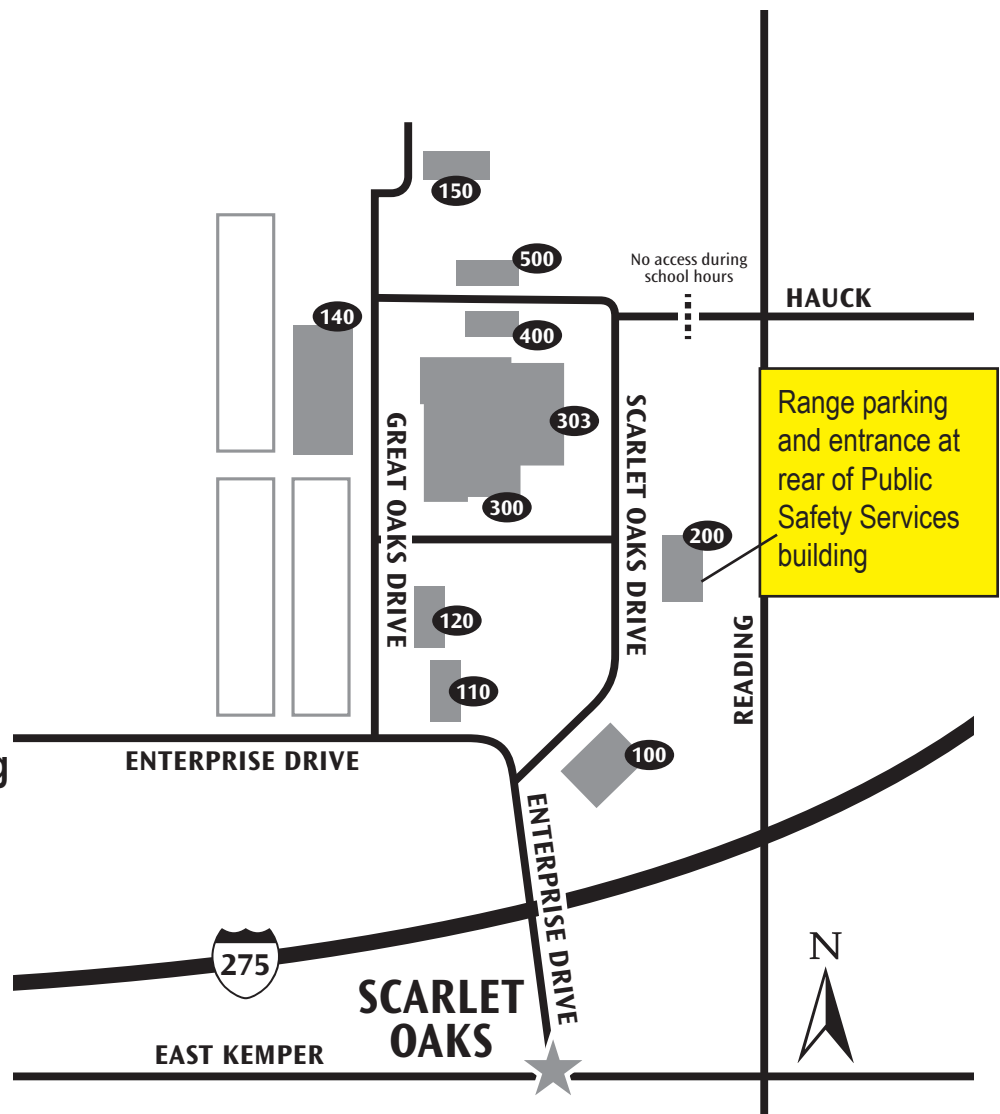 150
500
No access during
school hours
HAUCK
140
400
Range parking
and entrance at
rear of Public
Safety Services
building
303
GREAT OAKS DRIVE
SCARLET OAKS DRIVE
300
200
120
READING
110
g
ENTERPRISE DRIVE
100
ENTERPRISE DRIVE
N
275
SCARLET
OAKS
EAST KEMPER